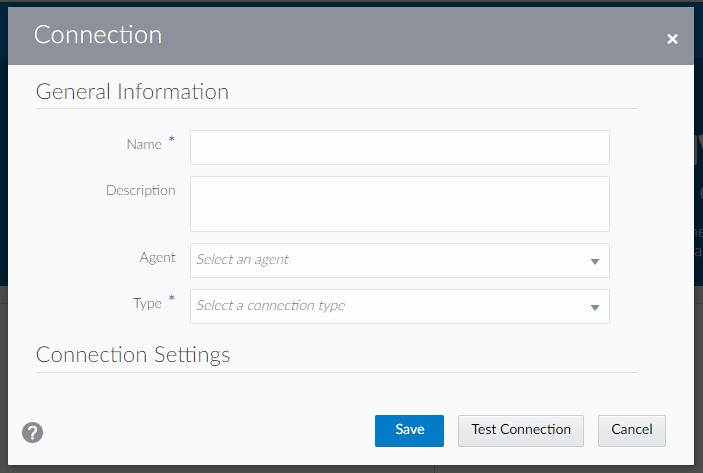 Connection
×
General Information
Name *
Description
Agent Select an agent
Type * Select a connection type
Connection Settings
? Save Test Connection Cancel